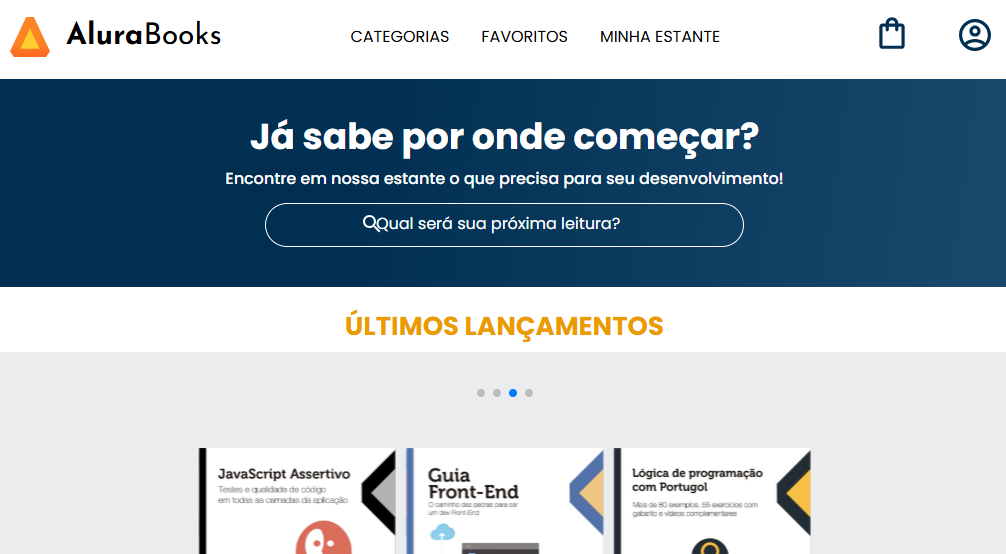 AluraBooks
CATEGORIAS
FAVORITOS
MINHA ESTANTE
Já sabe por onde começar?
Encontre em nossa estante o que precisa para seu desenvolvimento!
Qual será sua próxima leitura?
ÚLTIMOS LANÇAMENTOS
JavaScript Assertivo
Testes e qualidade de código
em todas as camadas da aplicação
Guia
Front-End
O caminho das pedras para ser
um dev Front-End
Lógica de programação
com Portugol
Mais de 80 exemplos, 55 exercícios com
gabarito e vídeos complementares